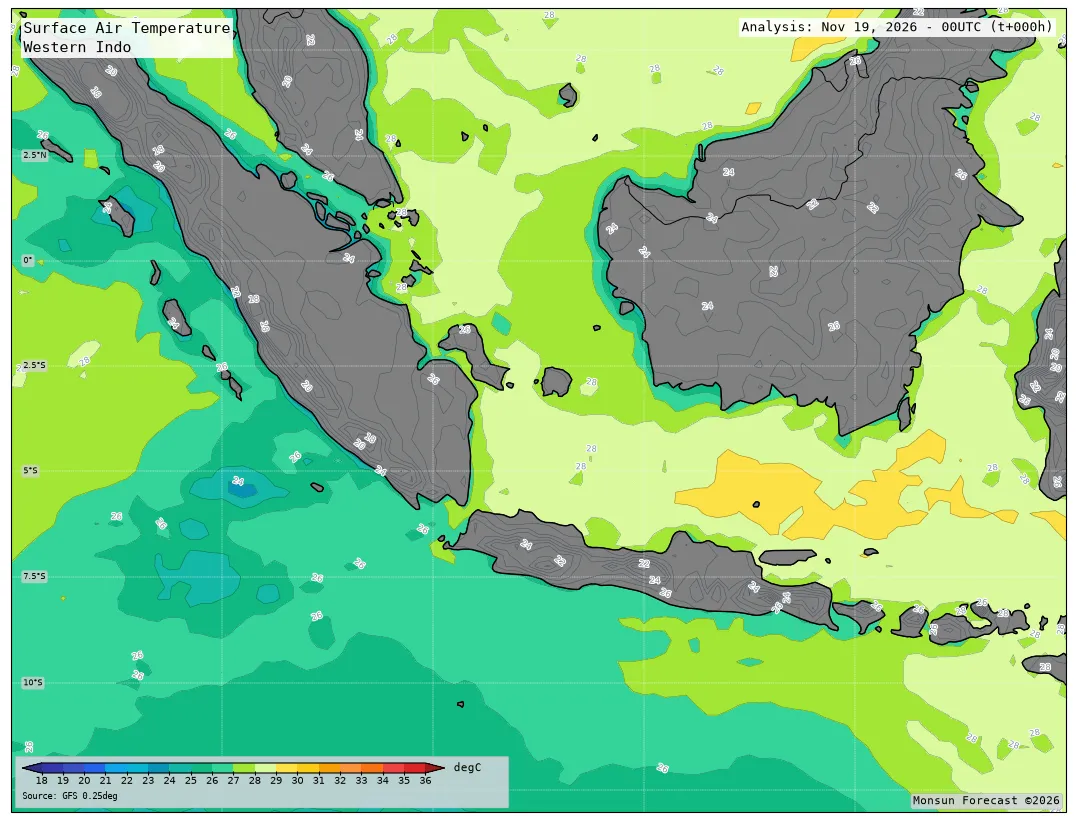 Surface Air Temperature
Western Indo
Analysis: Nov 19, 2026 - 00UTC (t+000h)
2.5°N
0°
2.5°S
5°S
7.5°S
10°S
18 19 20 21 22 23 24 25 26 27 28 29 30 31 32 33 34 35 36
degC
Source: GFS 0.25deg
Monsun Forecast ©2026